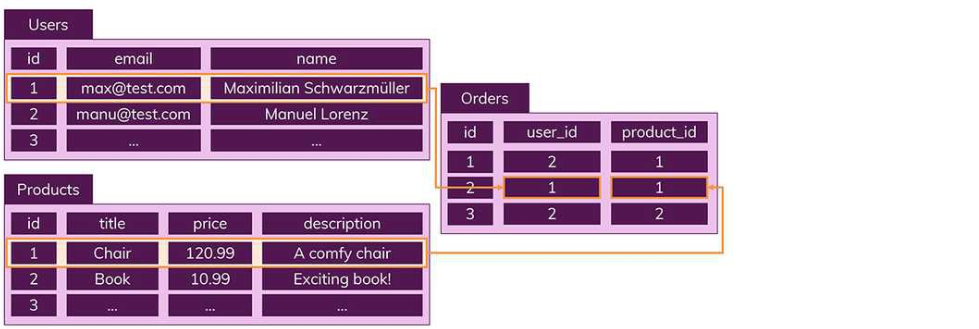 Users
id email name
1 max@test.com Maximilian Schwarzmüller
2 manu@test.com Manuel Lorenz
3 ... ...
Orders
id user_id product_id
1 2 1
2 1 1
3 2 2
Products
id title price description
1 Chair 120.99 A comfy chair
2 Book 10.99 Exciting book!
3 ... ... ...